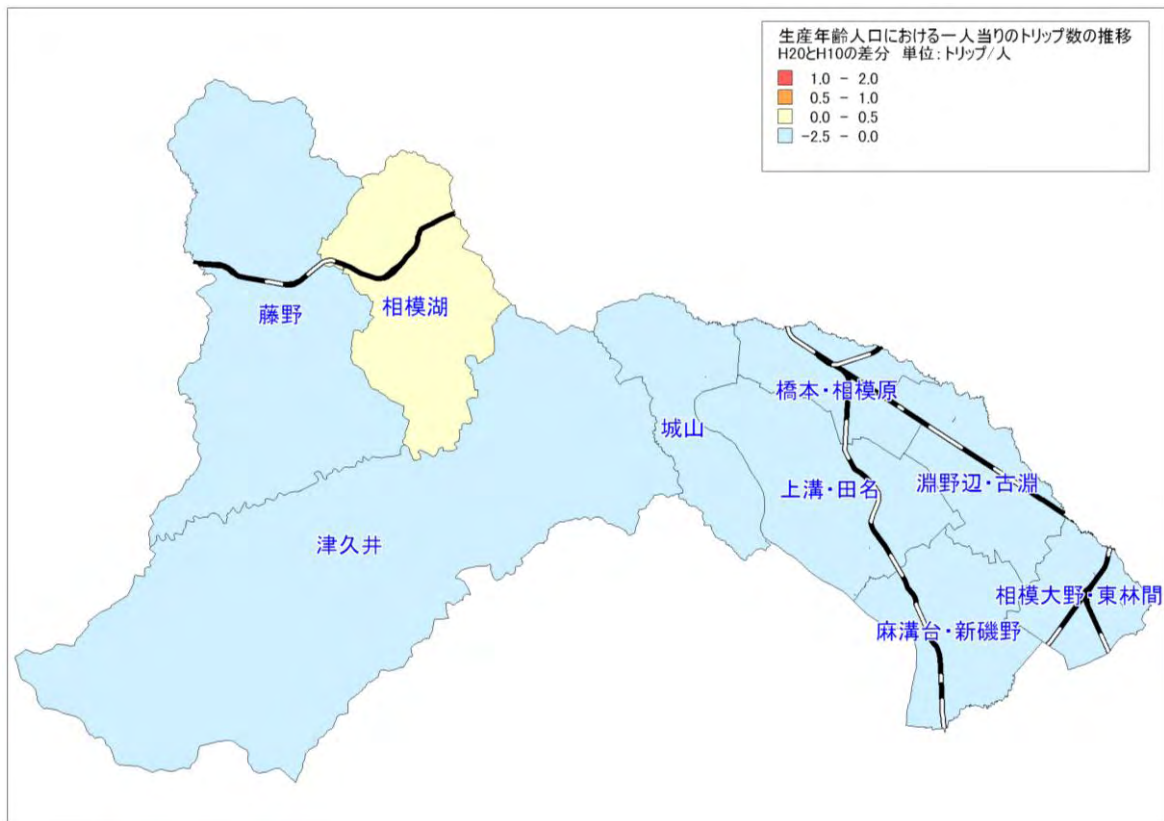 生産年齢人口における一人当りのトリップ数の推移
H20とH10の差分 単位：トリップ/人
1.0 - 2.0
0.5 - 1.0
0.0 - 0.5
-2.5 - 0.0
藤野
相模湖
橋本・相模原
城山
上溝・田名
淵野辺・古淵
津久井
相模大野・東林間
麻溝台・新磯野